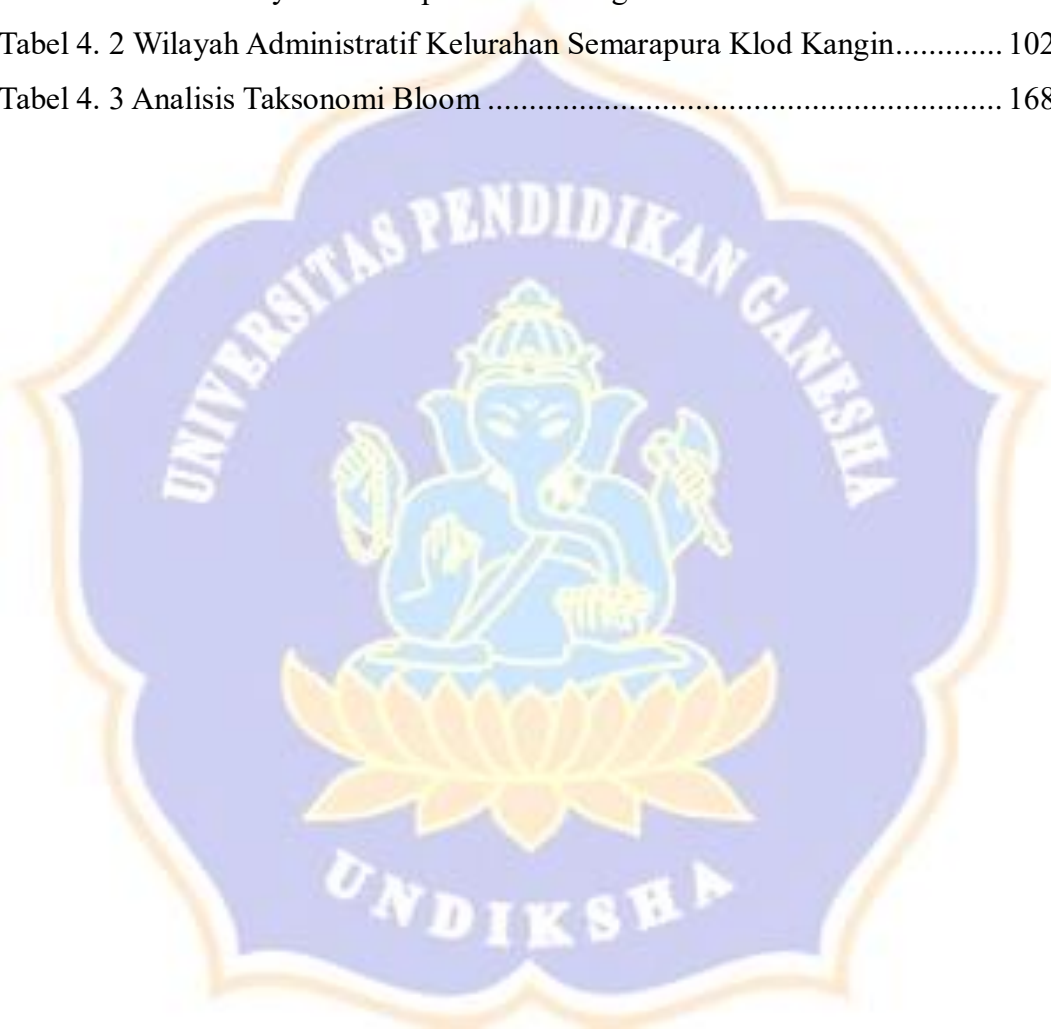 Tabel 4. 2 Wilayah Administratif Kelurahan Semarapura Klod Kangin............. 102
Tabel 4. 3 Analisis Taksonomi Bloom ................................................................. 168
UNIVERSITAS PENDIDIKAN GANESHA
UNDIKSHA